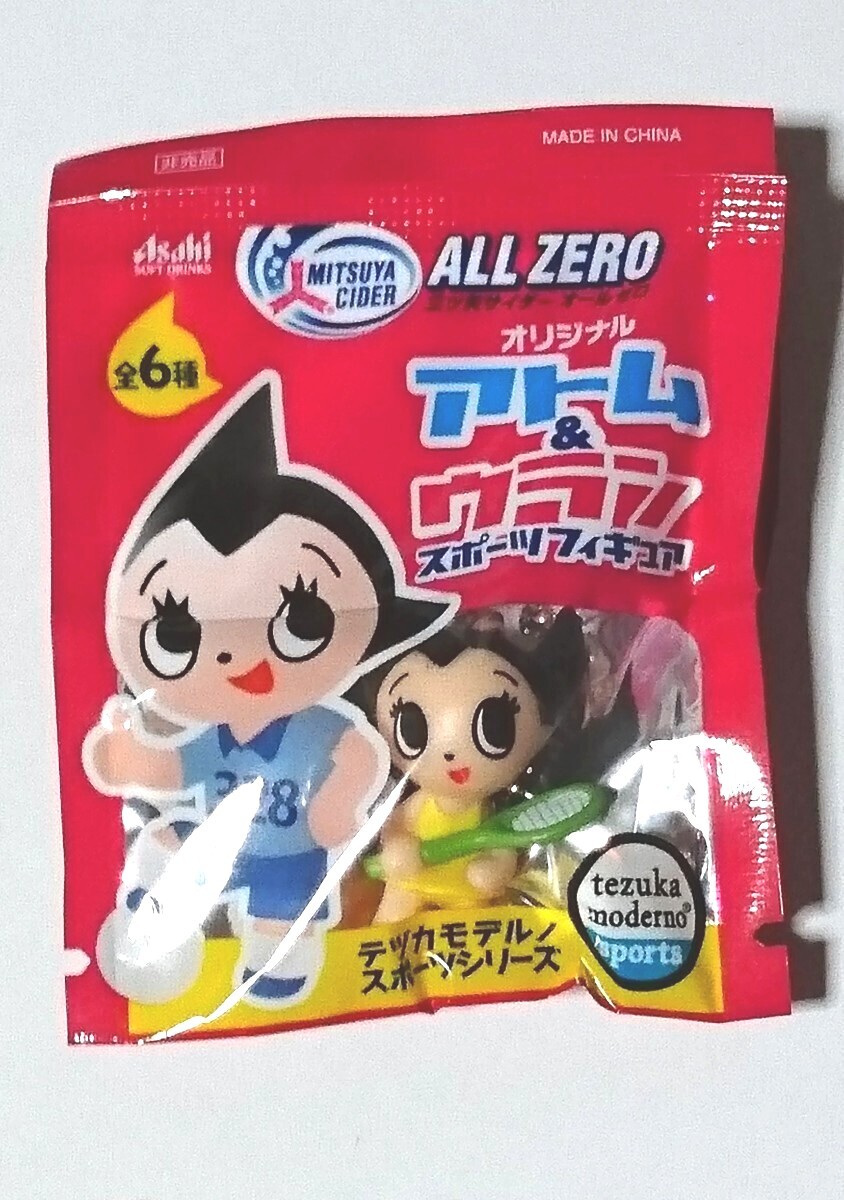 MADE IN CHINA
非売品
Asahi
SOFT DRINKS
MITSUYA
CIDER
ALL ZERO
三ツ矢サイダー オールゼロ
オリジナル
アトム
&
ウラン
スポーツフィギュア
全6種
328
テヅカモデルノ
スポーツシリーズ
tezuka
moderno®
sports